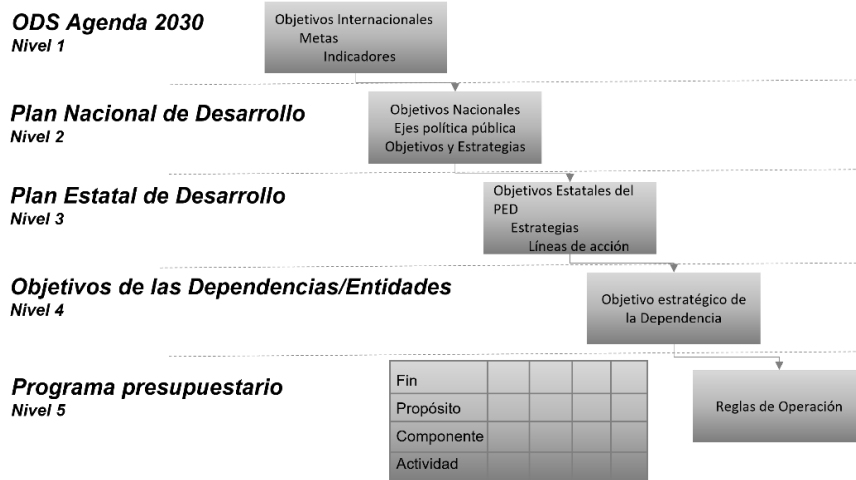 ODS Agenda 2030
Nivel 1
Objetivos Internacionales
Metas
Indicadores
Plan Nacional de Desarrollo
Nivel 2
Objetivos Nacionales
Ejes política pública
Objetivos y Estrategias
Plan Estatal de Desarrollo
Nivel 3
Objetivos Estatales del
PED
Estrategias
Líneas de acción
Objetivos de las Dependencias/Entidades
Nivel 4
Objetivo estratégico de
la Dependencia
Programa presupuestario
Nivel 5
Fin
Propósito
Componente
Actividad
Reglas de Operación